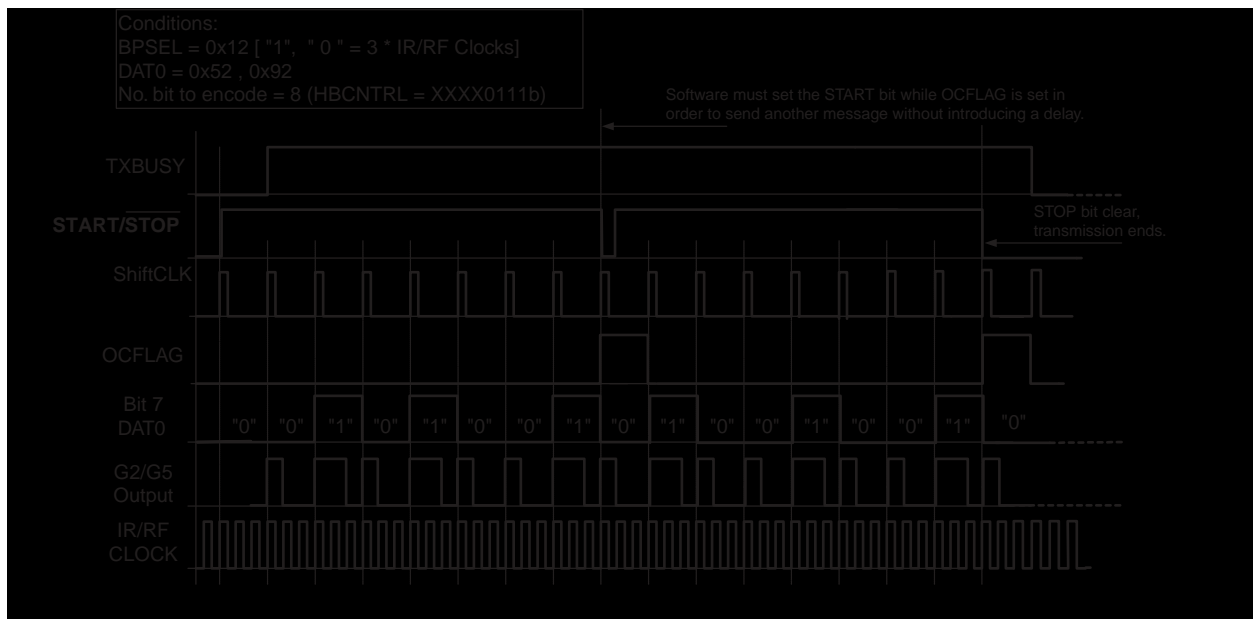 Conditions:
BPSEL = 0x12 [ "1", " 0 " = 3 * IR/RF Clocks]
DAT0 = 0x52 , 0x92
No. bit to encode = 8 (HBCNTRL = XXXX0111b)
Software must set the START bit while OCFLAG is set in
order to send another message without introducing a delay.
TXBUSY
START/STOP
STOP bit clear,
transmission ends.
ShiftCLK
OCFLAG
Bit 7
DAT0
"0" "0" "1" "0" "1" "0" "0" "1" "0" "1" "0" "0" "1" "0" "0" "1" "0"
G2/G5
Output
IR/RF
CLOCK